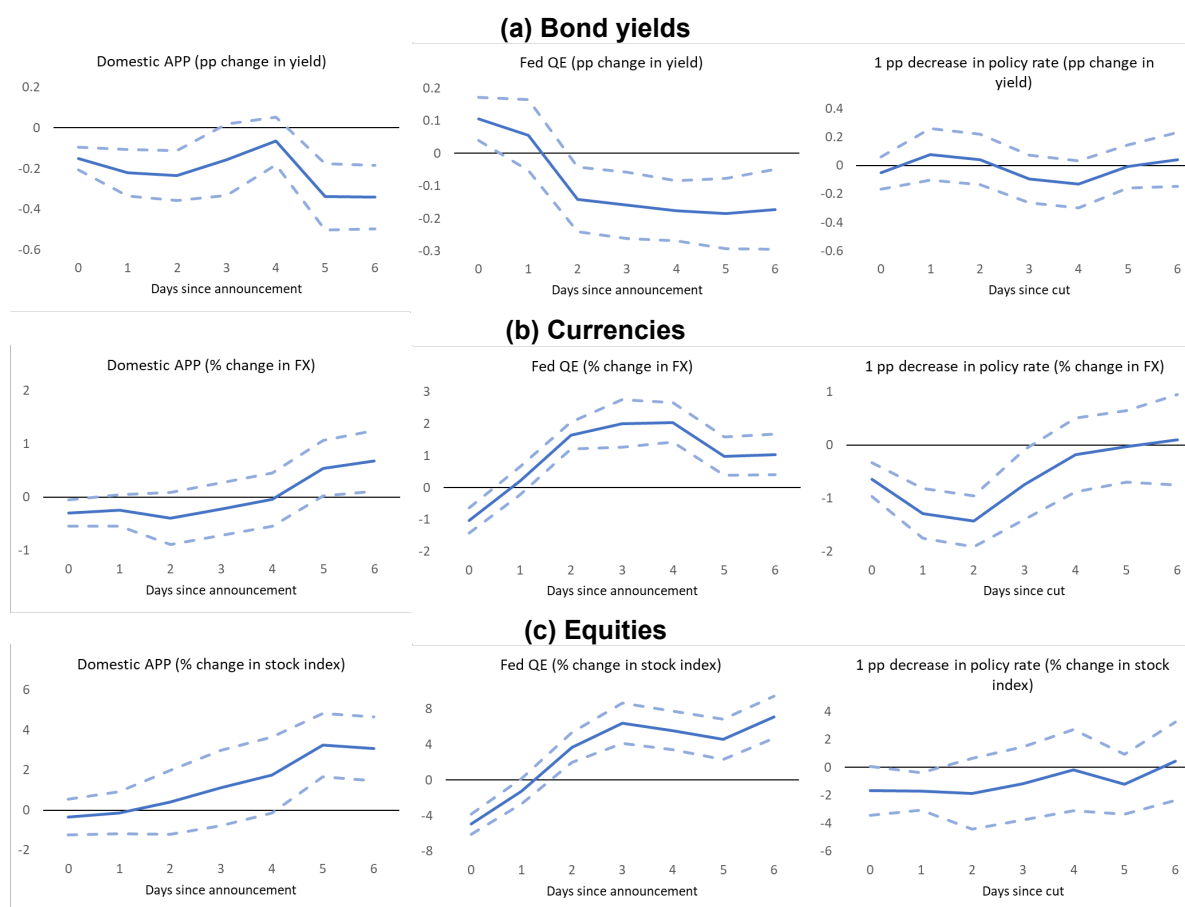 (a) Bond yields
Domestic APP (pp change in yield)
0.2
0
-0.2
-0.4
-0.6
0 1 2 3 4 5 6
Days since announcement
Fed QE (pp change in yield)
0.2
0.1
0
-0.1
-0.2
-0.3
0 1 2 3 4 5 6
Days since announcement
1 pp decrease in policy rate (pp change in
yield)
0.4
0.2
0
-0.2
-0.4
-0.6
0 1 2 3 4 5 6
Days since cut
(b) Currencies
Domestic APP (% change in FX)
2
1
0
-1
0 1 2 3 4 5 6
Days since announcement
Fed QE (% change in FX)
3
2
1
0
-1
-2
0 1 2 3 4 5 6
Days since announcement
1 pp decrease in policy rate (% change in FX)
1
0
-1
-2
0 1 2 3 4 5 6
Days since cut
(c) Equities
Domestic APP (% change in stock index)
6
4
2
0
-2
0 1 2 3 4 5 6
Days since announcement
Fed QE (% change in stock index)
8
4
0
-4
-8
0 1 2 3 4 5 6
Days since announcement
1 pp decrease in policy rate (% change in stock
index)
4
2
0
-2
-4
-6
0 1 2 3 4 5 6
Days since cut